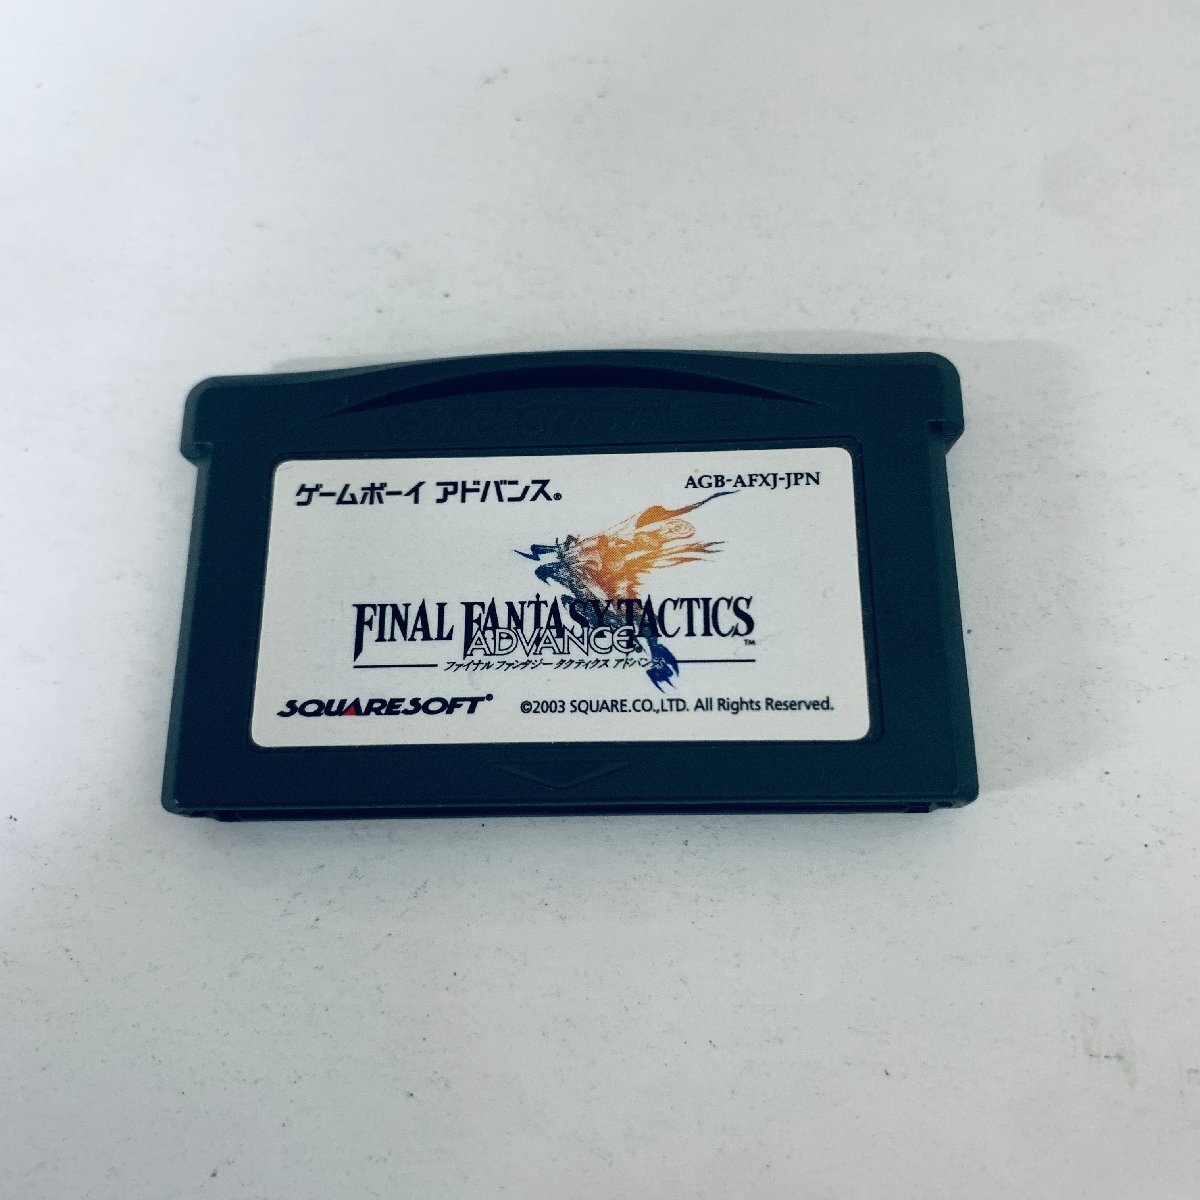 ゲームボーイ アドバンス®
AGB-AFXJ-JPN
FINAL FANTASY TACTICS™
ADVANCE®
ファイナル ファンタジー タクティクス アドバンス
SQUARESOFT®
©2003 SQUARE.CO.,LTD. All Rights Reserved.